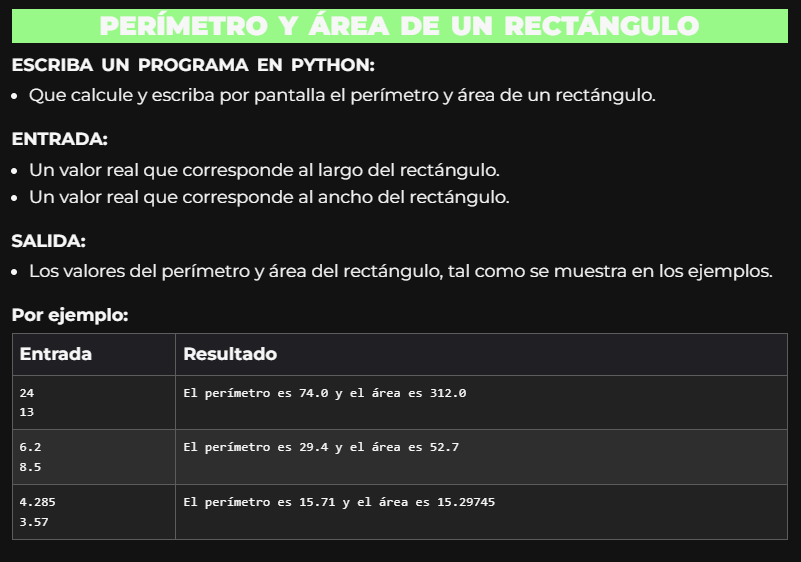 PERÍMETRO Y ÁREA DE UN RECTÁNGULO
ESCRIBA UN PROGRAMA EN PYTHON:
• Que calcule y escriba por pantalla el perímetro y área de un rectángulo.
ENTRADA:
• Un valor real que corresponde al largo del rectángulo.
• Un valor real que corresponde al ancho del rectángulo.
SALIDA:
• Los valores del perímetro y área del rectángulo, tal como se muestra en los ejemplos.
Por ejemplo:
Entrada Resultado
24 El perímetro es 74.0 y el área es 312.0
13
6.2 El perímetro es 29.4 y el área es 52.7
8.5
4.285 El perímetro es 15.71 y el área es 15.29745
3.57